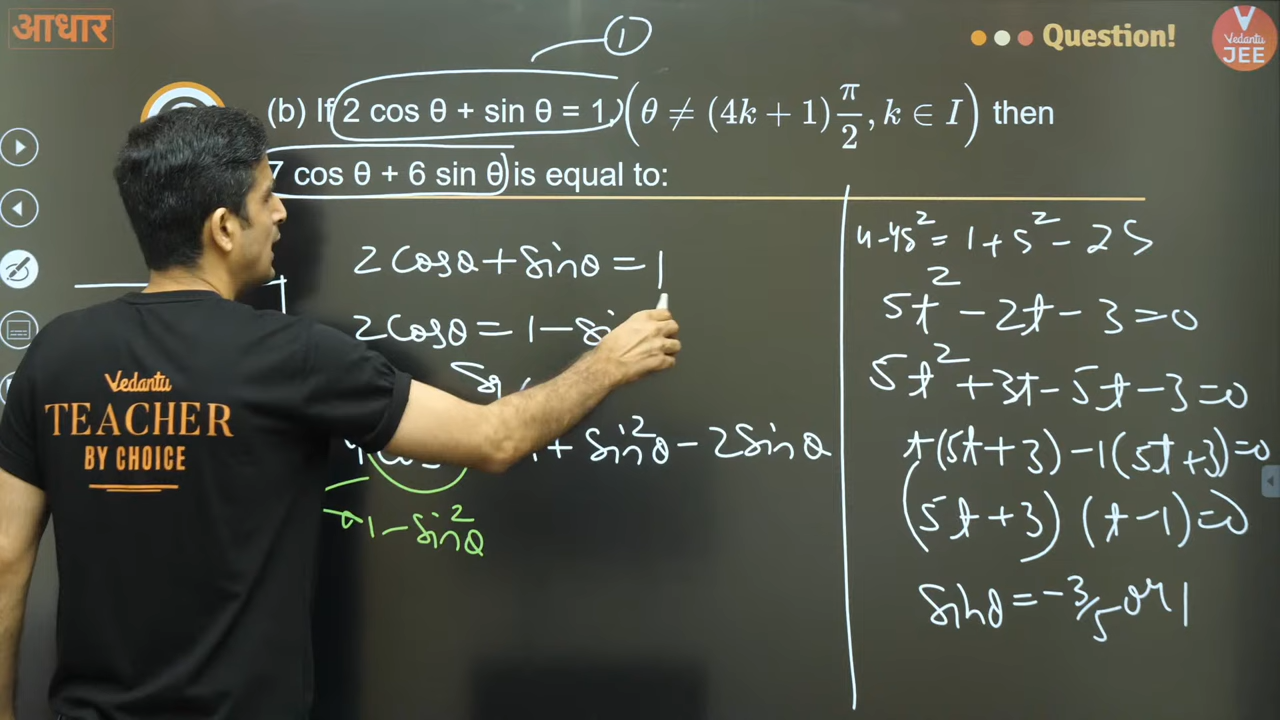 आधार
①
Question!
Vedantu
JEE
(b) If 2 cos θ + sin θ = 1, (θ ≠ (4k + 1) π/2, k ∈ I) then
7 cos θ + 6 sin θ is equal to:
2 cosθ + sinθ = 1
2 cosθ = 1 - si
Sq
+ sin²θ - 2 sinθ
1 - sin²θ
4-4s² = 1 + s² - 2s
5t² - 2t - 3 = 0
5t² + 3t - 5t - 3 = 0
t(5t + 3) - 1(5t + 3) = 0
(5t + 3) (t - 1) = 0
sinθ = -3/5 or 1
Vedantu
TEACHER
BY CHOICE